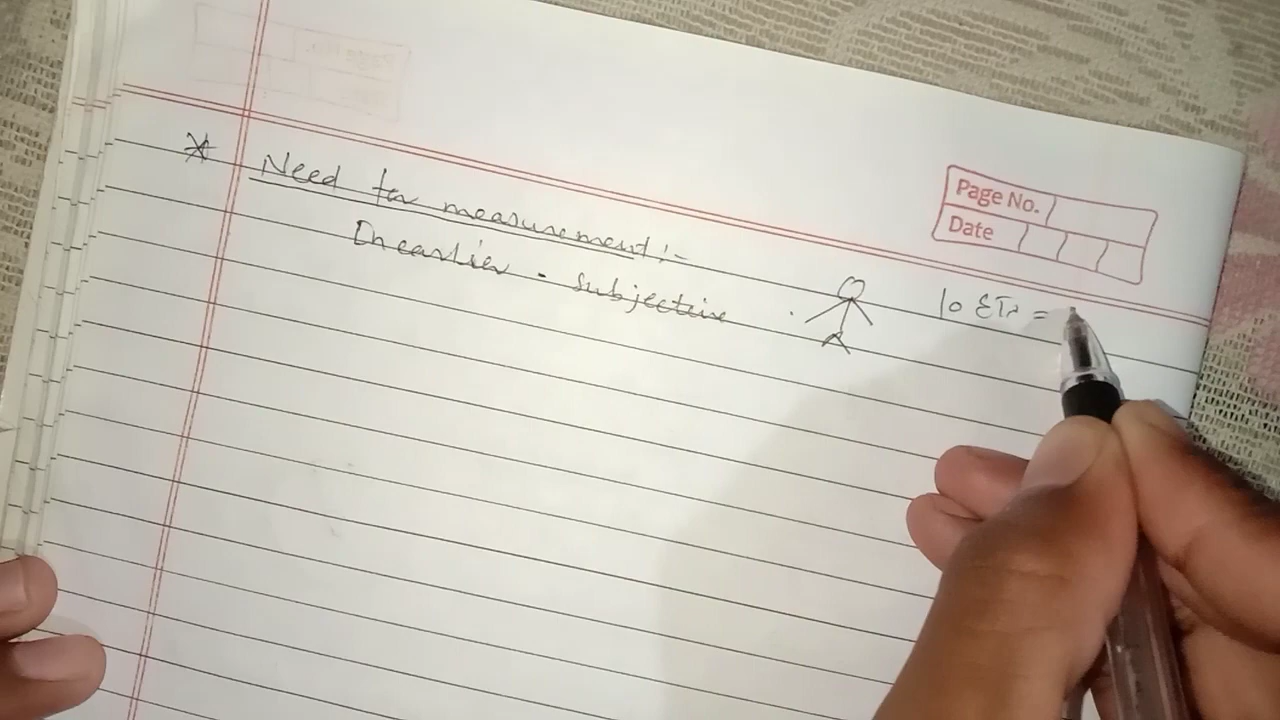 Page No.
Date
* Need for measurement :-
In earlier - Subjective
10